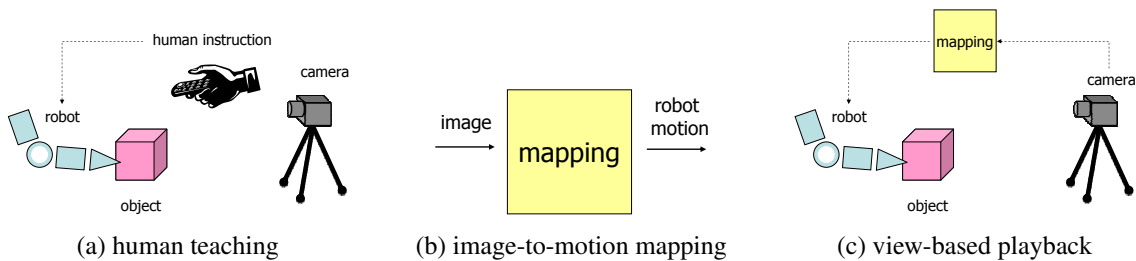 human instruction
camera
robot
object
(a) human teaching
image
mapping
robot
motion
(b) image-to-motion mapping
mapping
camera
robot
object
(c) view-based playback